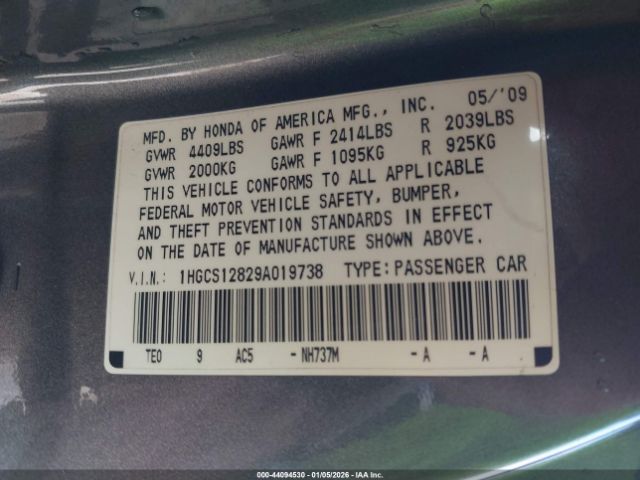 MFD. BY HONDA OF AMERICA MFG., INC. 05/'09
GVWR 4409LBS GAWR F 2414LBS R 2039LBS
GVWR 2000KG GAWR F 1095KG R 925KG
THIS VEHICLE CONFORMS TO ALL APPLICABLE
FEDERAL MOTOR VEHICLE SAFETY, BUMPER,
AND THEFT PREVENTION STANDARDS IN EFFECT
ON THE DATE OF MANUFACTURE SHOWN ABOVE.
V.I.N.: 1HGCS12829A019738 TYPE:PASSENGER CAR
TE0 9 AC5 -NH737M -A -A
000-44094530 - 01/05/2026 - IAA Inc.